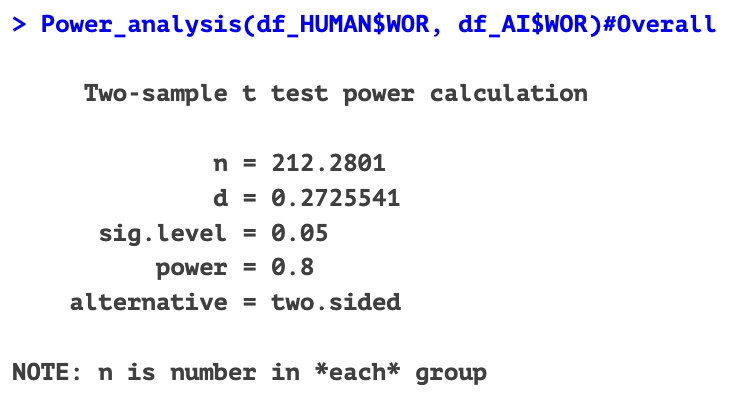 > Power_analysis(df_HUMAN$WOR, df_AI$WOR)#Overall
Two-sample t test power calculation
n = 212.2801
d = 0.2725541
sig.level = 0.05
power = 0.8
alternative = two.sided
NOTE: n is number in *each* group